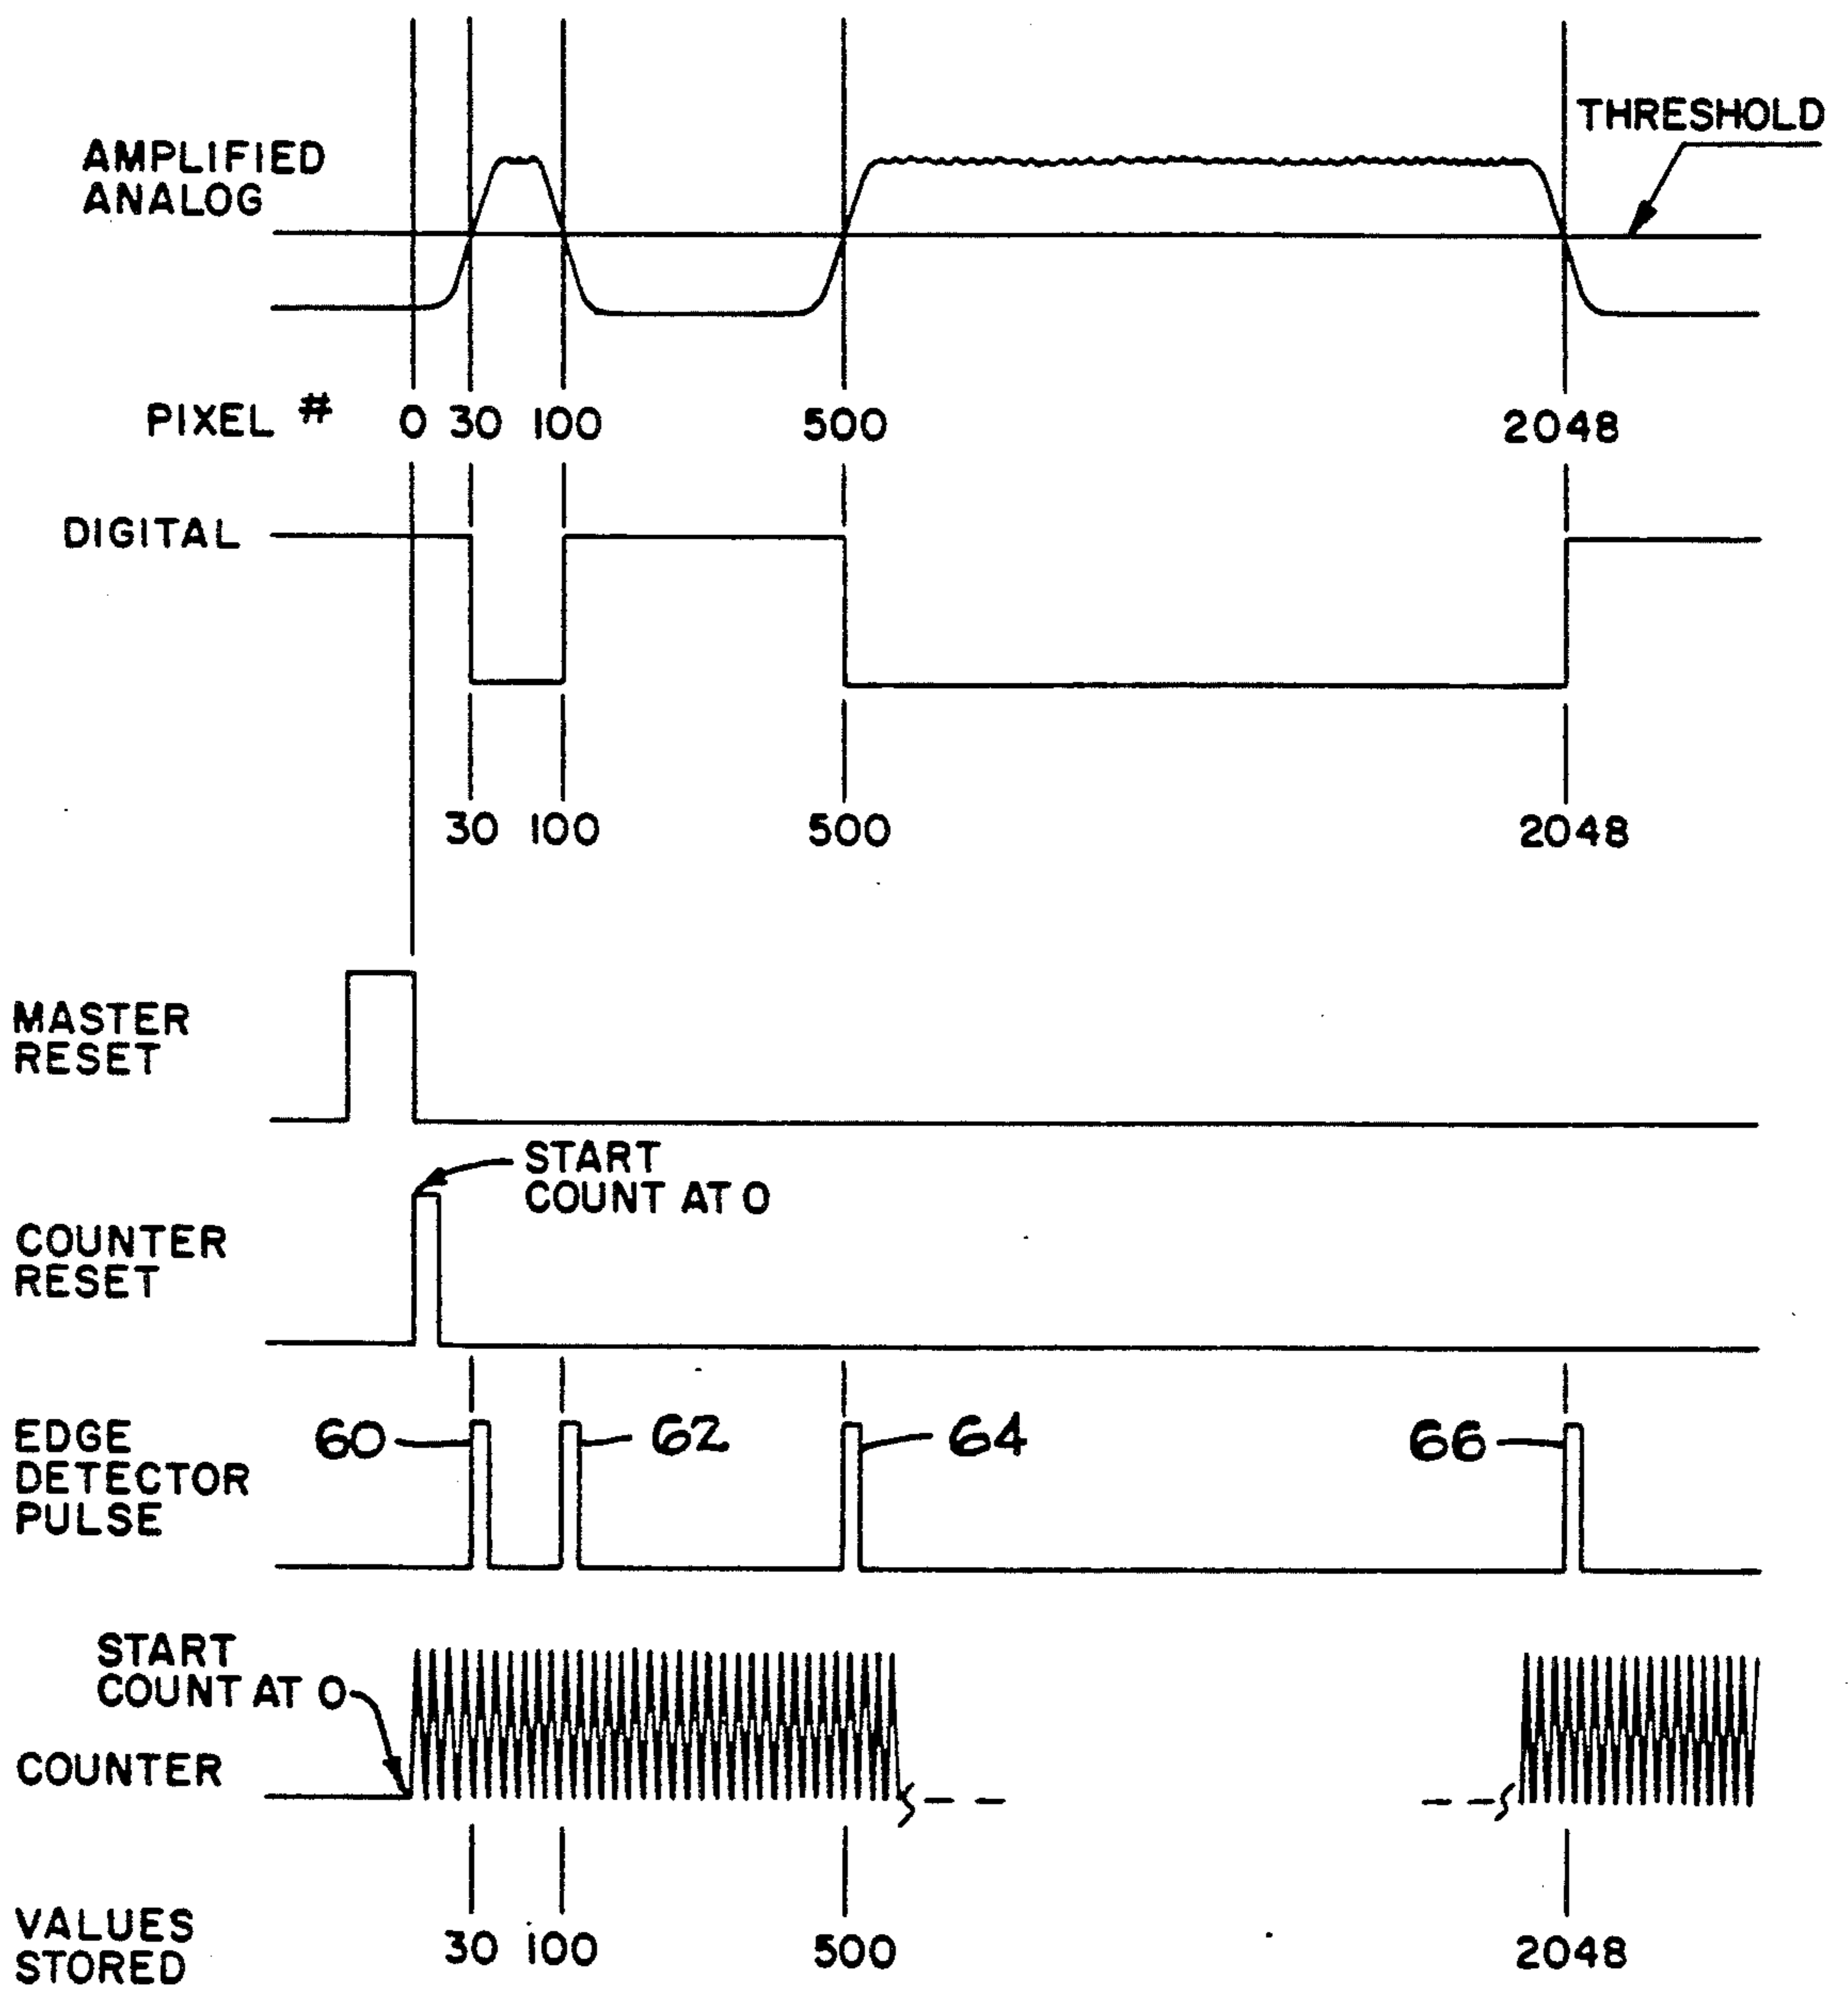 THRESHOLD
AMPLIFIED
ANALOG
PIXEL # 0 30 100 500 2048
DIGITAL
30 100 500 2048
MASTER
RESET
START
COUNT AT 0
COUNTER
RESET
EDGE
DETECTOR
PULSE
60 62 64 66
START
COUNT AT 0
COUNTER
VALUES
STORED
30 100 500 2048